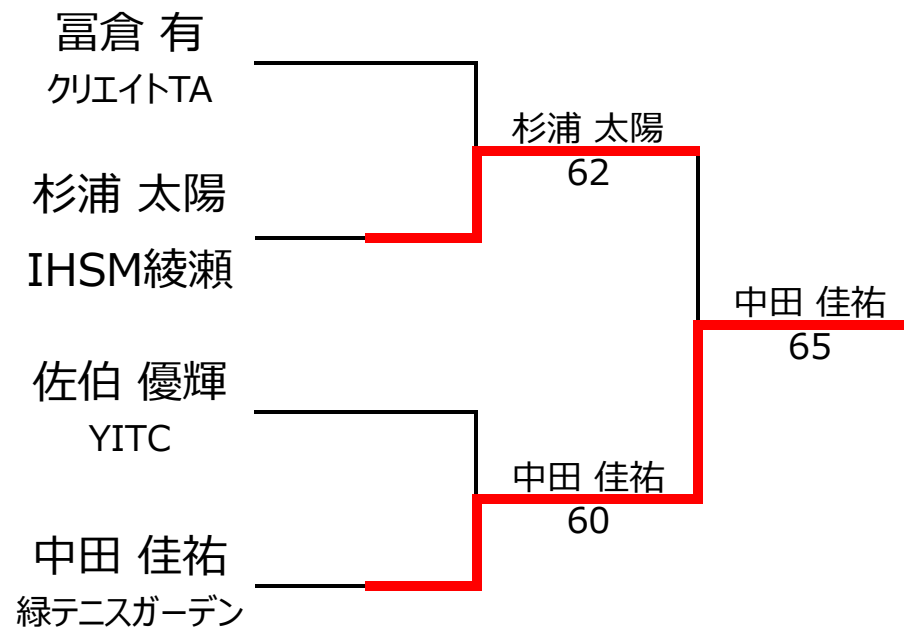 冨倉 有
クリエイトTA
杉浦 太陽
62
杉浦 太陽
IHSM綾瀬
中田 佳祐
65
佐伯 優輝
YITC
中田 佳祐
60
中田 佳祐
緑テニスガーデン